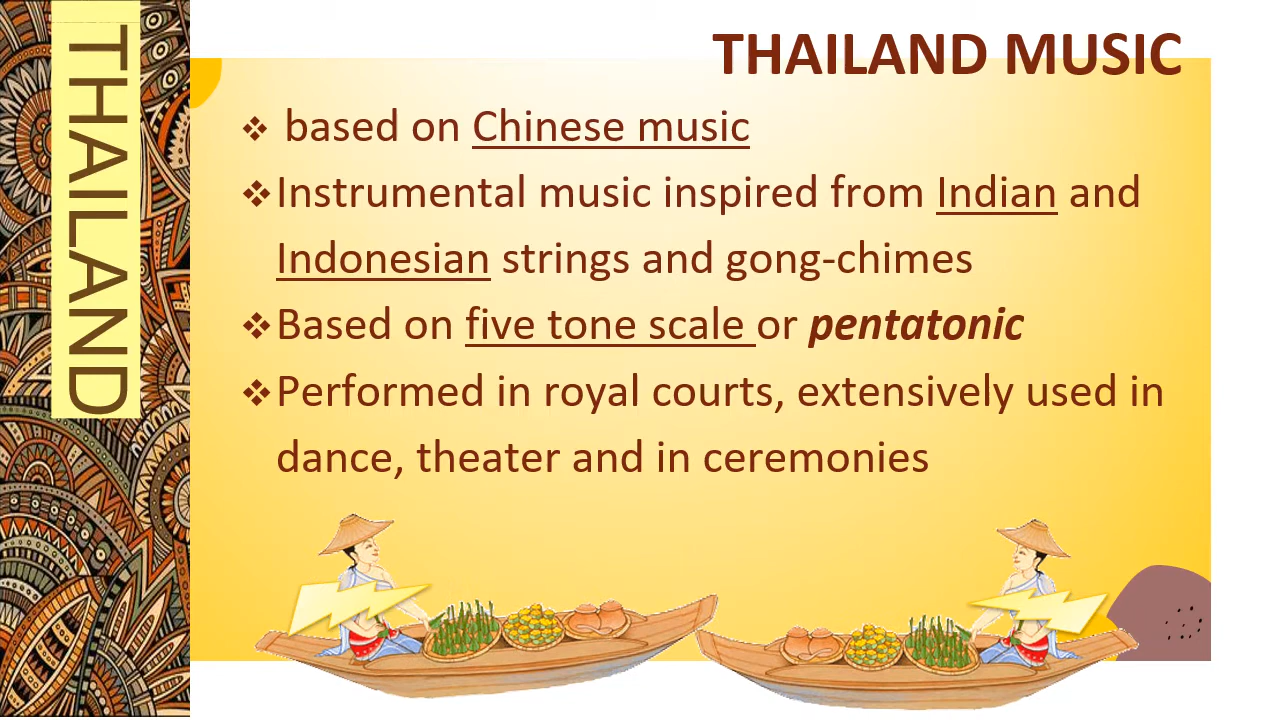 THAILAND
THAILAND MUSIC
❖ based on Chinese music
❖Instrumental music inspired from Indian and
Indonesian strings and gong-chimes
❖Based on five tone scale or pentatonic
❖Performed in royal courts, extensively used in
dance, theater and in ceremonies